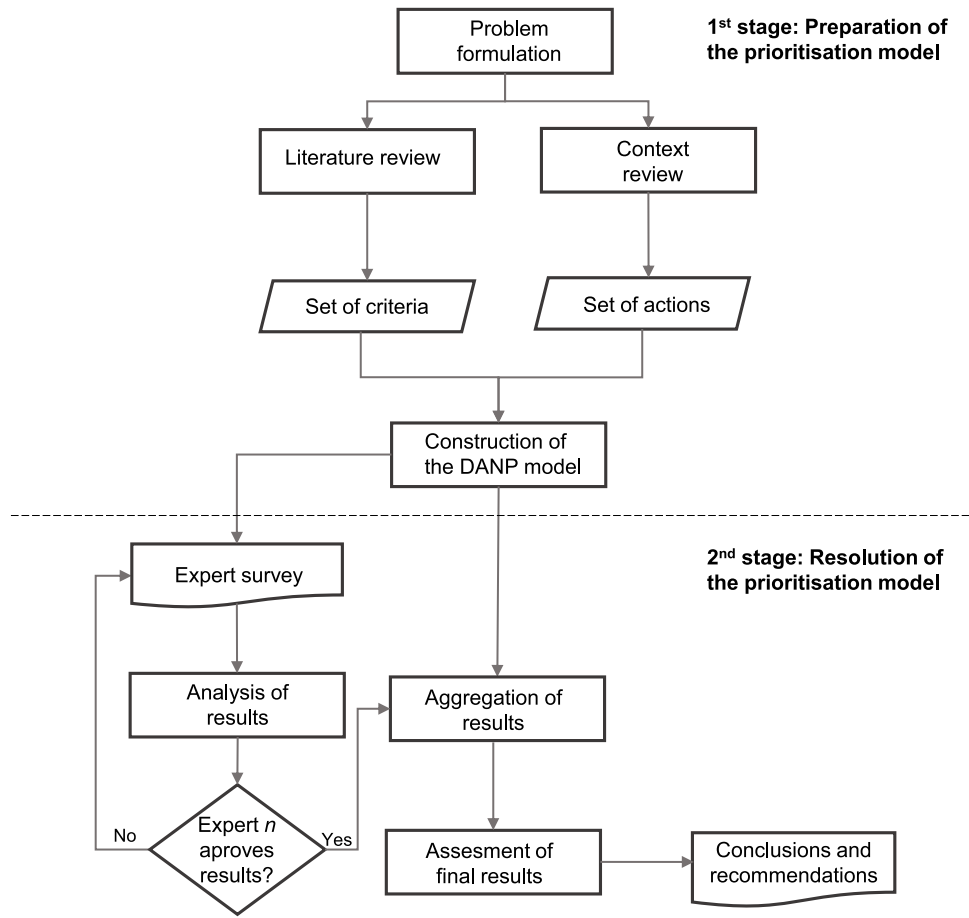 Problem
formulation
1st stage: Preparation of
the prioritisation model
Literature review
Context
review
Set of criteria
Set of actions
Construction of
the DANP model
2nd stage: Resolution of
the prioritisation model
Expert survey
Analysis of
results
Aggregation of
results
No
Expert n
aproves
results?
Yes
Assesment of
final results
Conclusions and
recommendations